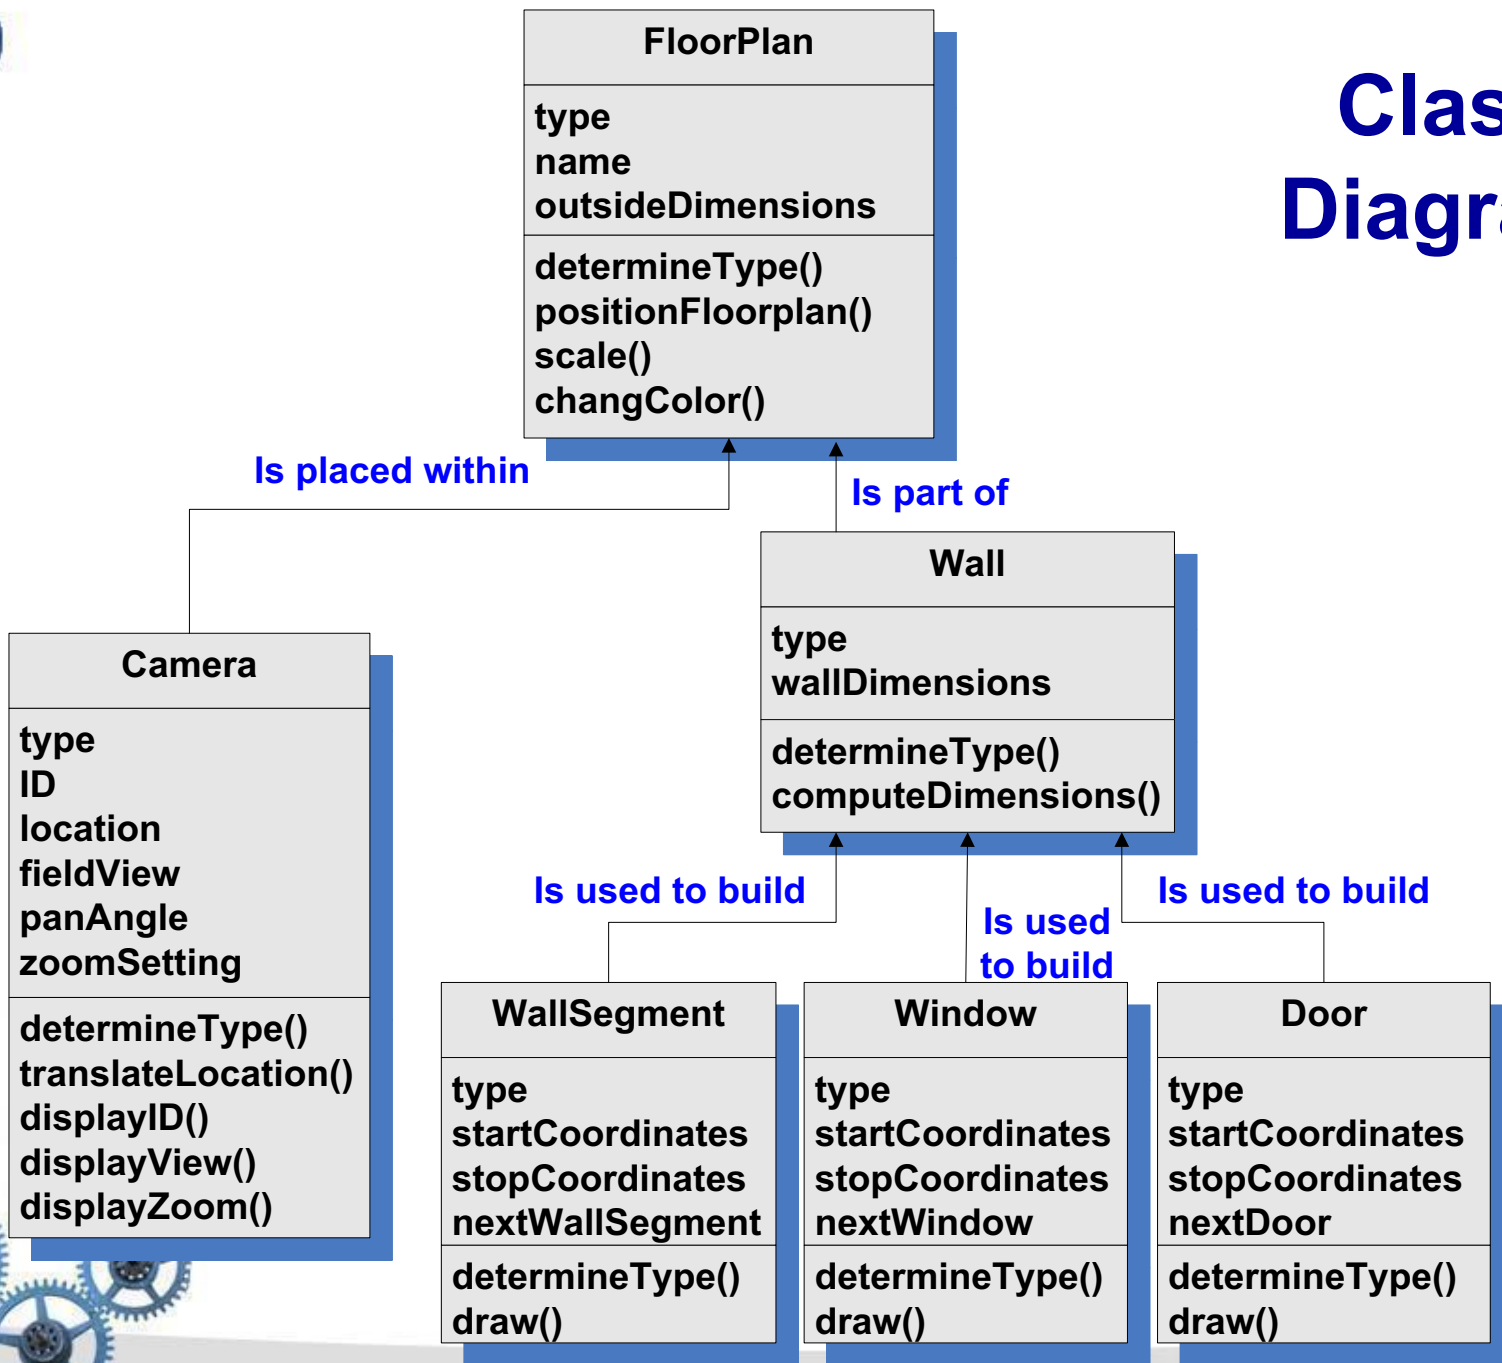 FloorPlan
type
name
outsideDimensions
determineType()
positionFloorplan()
scale()
changColor()
Is placed within
Is part of
Wall
type
wallDimensions
determineType()
computeDimensions()
Camera
type
ID
location
fieldView
panAngle
zoomSetting
determineType()
translateLocation()
displayID()
displayView()
displayZoom()
Is used to build
Is used
to build
Is used to build
WallSegment
type
startCoordinates
stopCoordinates
nextWallSegment
determineType()
draw()
Window
type
startCoordinates
stopCoordinates
nextWindow
determineType()
draw()
Door
type
startCoordinates
stopCoordinates
nextDoor
determineType()
draw()